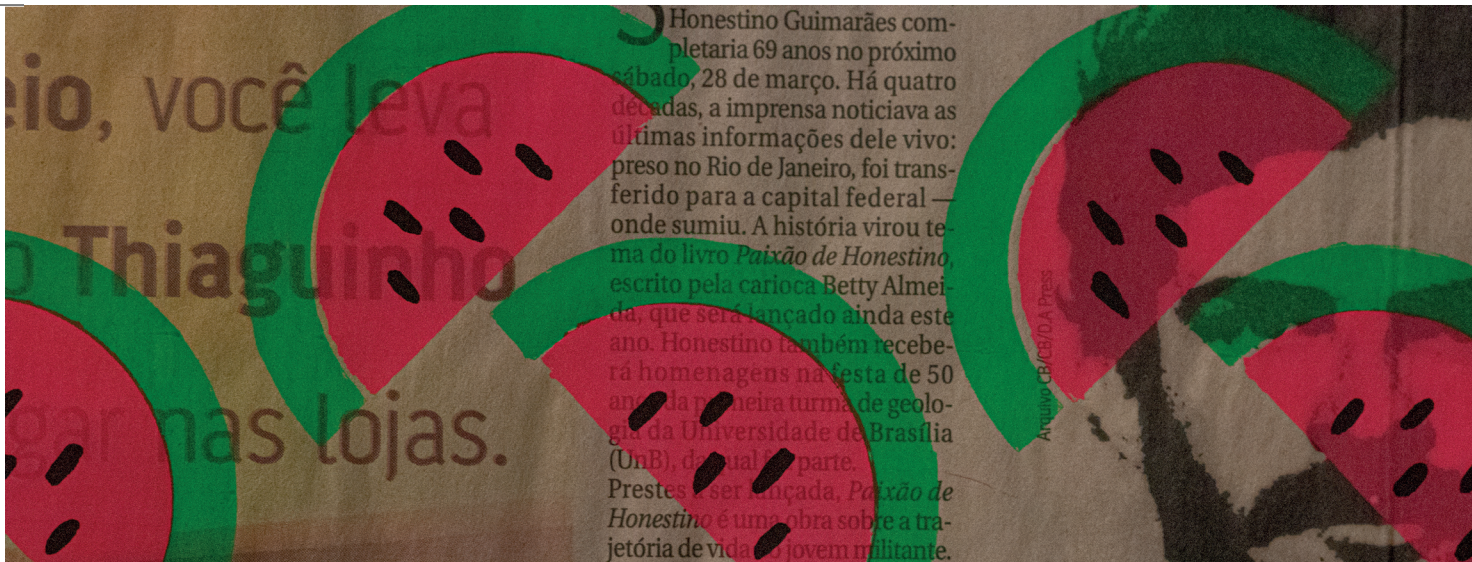 eio, você leva
o Thiaguinho
gar nas lojas.
Honestino Guimarães com-
pletaria 69 anos no próximo
sábado, 28 de março. Há quatro
décadas, a imprensa noticiava as
últimas informações dele vivo:
preso no Rio de Janeiro, foi trans-
ferido para a capital federal —
onde sumiu. A história virou te-
ma do livro Paixão de Honestino,
escrito pela carioca Betty Almei-
da, que será lançado ainda este
ano. Honestino também recebe-
rá homenagens na festa de 50
anos da primeira turma de geolo-
gia da Universidade de Brasília
(UnB), da qual fez parte.
Prestes a ser lançada, Paixão de
Honestino é uma obra sobre a tra-
jetória de vida do jovem militante.
Arquivo CB/CB/D.A Press